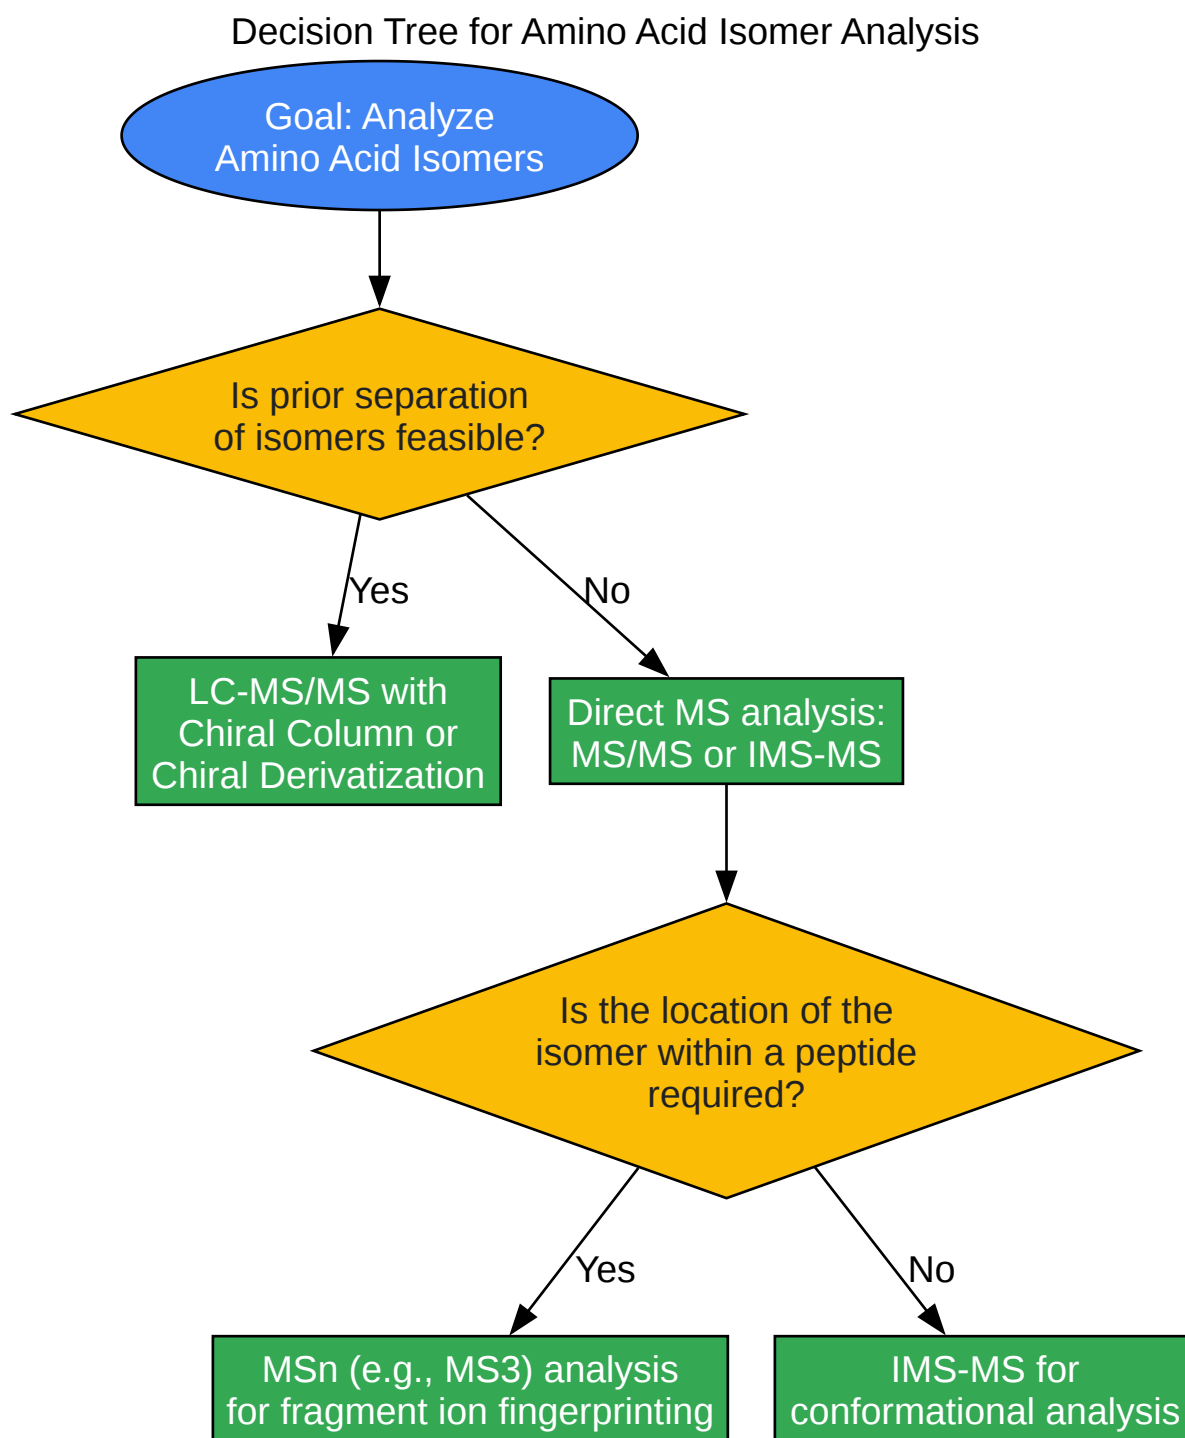 Decision Tree for Amino Acid Isomer Analysis
Goal: Analyze
Amino Acid Isomers
Is prior separation
of isomers feasible?
Yes
No
LC-MS/MS with
Chiral Column or
Chiral Derivatization
Direct MS analysis:
MS/MS or IMS-MS
Is the location of the
isomer within a peptide
required?
Yes
No
MSn (e.g., MS3) analysis
for fragment ion fingerprinting
IMS-MS for
conformational analysis